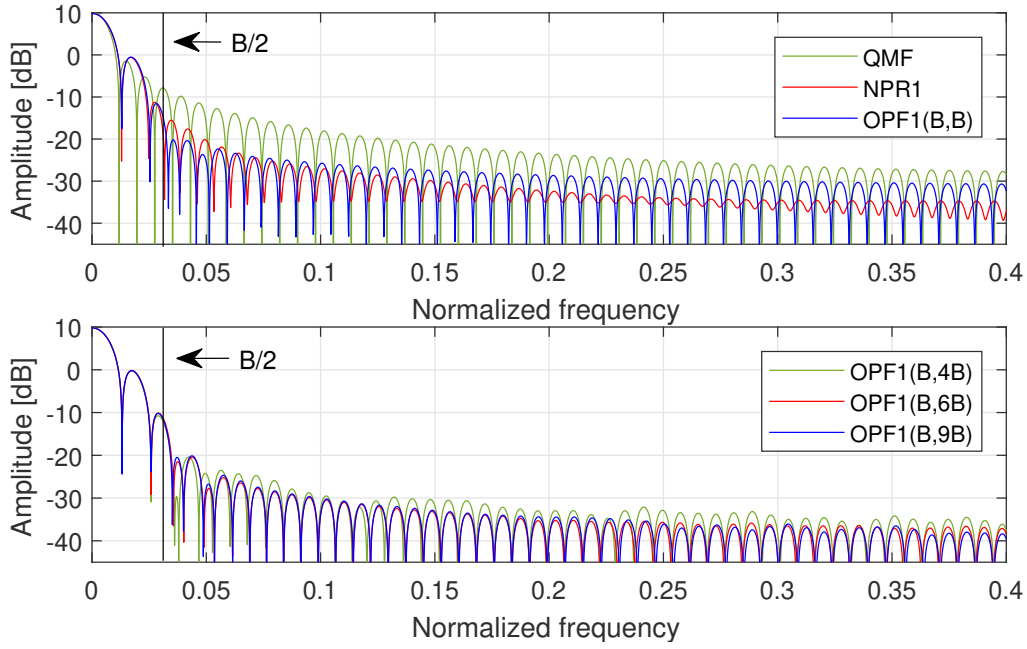 10
0
-10
-20
-30
-40
Amplitude [dB]
B/2
QMF
NPR1
OPF1(B,B)
0 0.05 0.1 0.15 0.2 0.25 0.3 0.35 0.4
Normalized frequency
10
0
-10
-20
-30
-40
Amplitude [dB]
B/2
OPF1(B,4B)
OPF1(B,6B)
OPF1(B,9B)
0 0.05 0.1 0.15 0.2 0.25 0.3 0.35 0.4
Normalized frequency